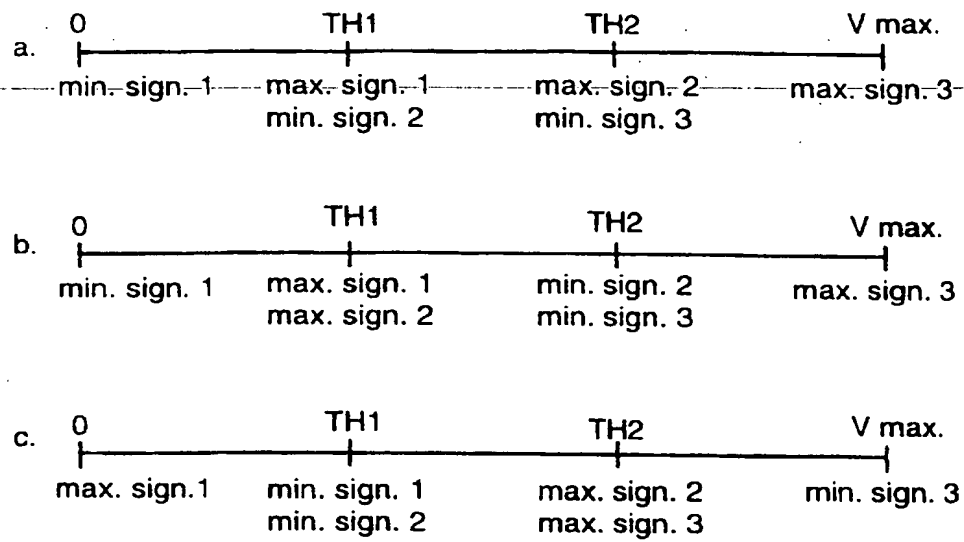 0 TH1 TH2 V max.
a.
min. sign. 1 max. sign. 1 max. sign. 2 max. sign. 3
min. sign. 2 min. sign. 3
0 TH1 TH2 V max.
b.
min. sign. 1 max. sign. 1 min. sign. 2 max. sign. 3
max. sign. 2 min. sign. 3
0 TH1 TH2 V max.
c.
max. sign.1 min. sign. 1 max. sign. 2 min. sign. 3
min. sign. 2 max. sign. 3